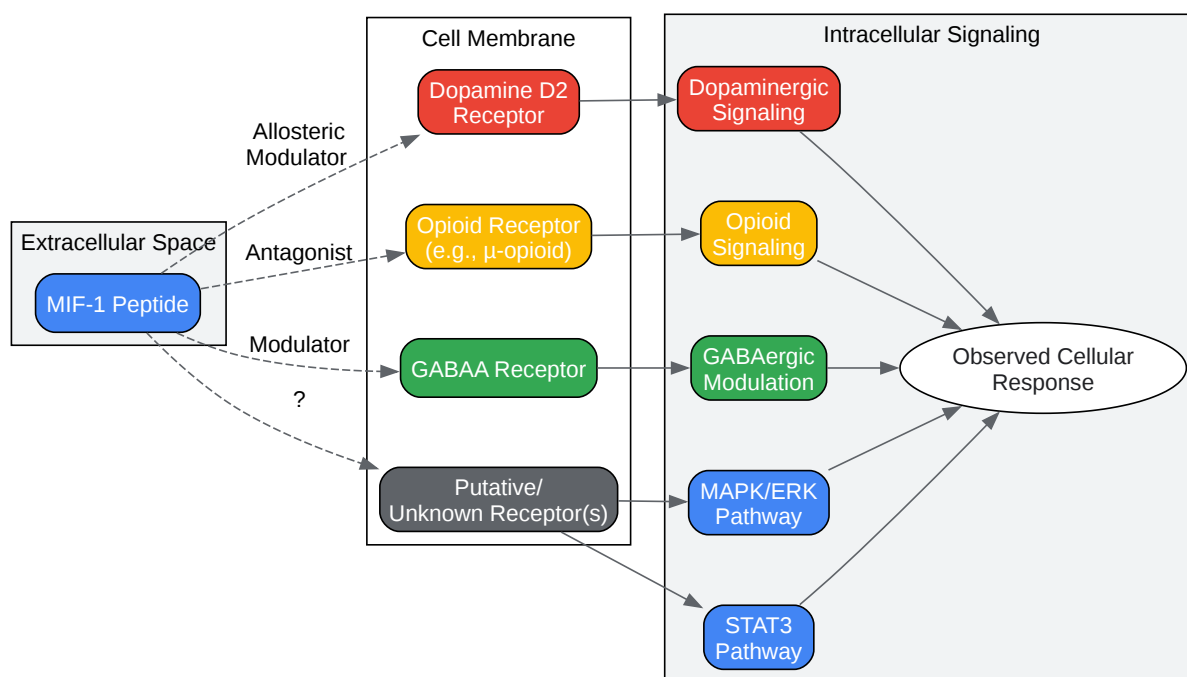 Extracellular Space
MIF-1 Peptide
Allosteric
Modulator
Antagonist
Modulator
?
Cell Membrane
Dopamine D2
Receptor
Opioid Receptor
(e.g., µ-opioid)
GABAA Receptor
Putative/
Unknown Receptor(s)
Intracellular Signaling
Dopaminergic
Signaling
Opioid
Signaling
GABAergic
Modulation
MAPK/ERK
Pathway
STAT3
Pathway
Observed Cellular
Response